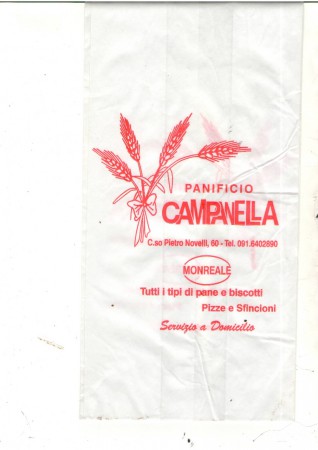 PANIFICIO
CAMPANELLA
C.so Pietro Novelli, 60 - Tel. 091.6402890
MONREALE
Tutti i tipi di pane e biscotti
Pizze e Sfincioni
Servizio a Domicilio